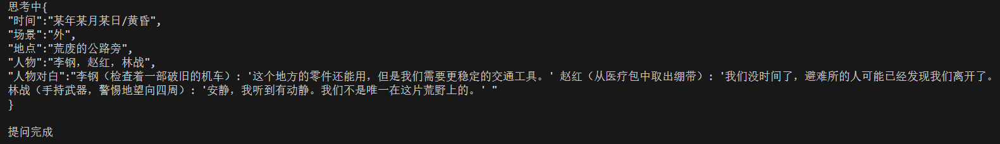 思考中{
"时间":"某年某月某日/黄昏",
"场景":"外",
"地点":"荒废的公路旁",
"人物":"李钢，赵红，林战",
"人物对白":"李钢（检查着一部破旧的机车）: '这个地方的零件还能用，但是我们需要更稳定的交通工具。' 赵红（从医疗包中取出绷带）: '我们没时间了，避难所的人可能已经发现我们离开了。
林战（手持武器，警惕地望向四周）: '安静，我听到有动静。我们不是唯一在这片荒野上的。' "
}
提问完成